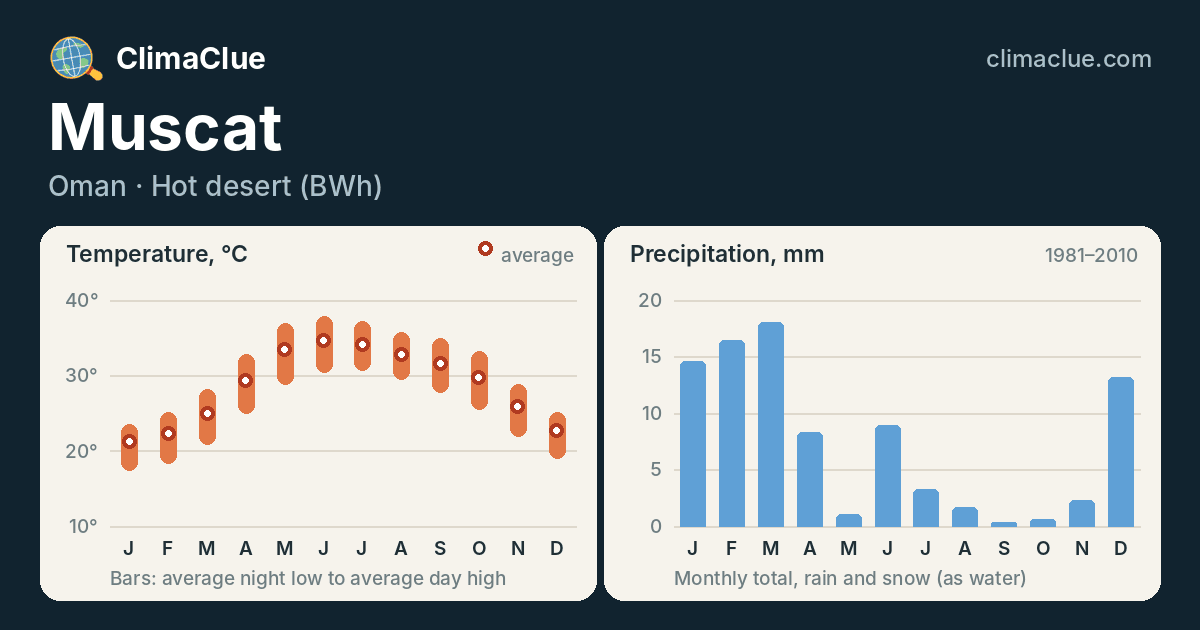 ClimaClue
climaclue.com
Muscat
Oman · Hot desert (BWh)
Temperature, °C
average
40°
30°
20°
10°
J F M A M J J A S O N D
Bars: average night low to average day high
Precipitation, mm
1981–2010
20
15
10
5
0
J F M A M J J A S O N D
Monthly total, rain and snow (as water)